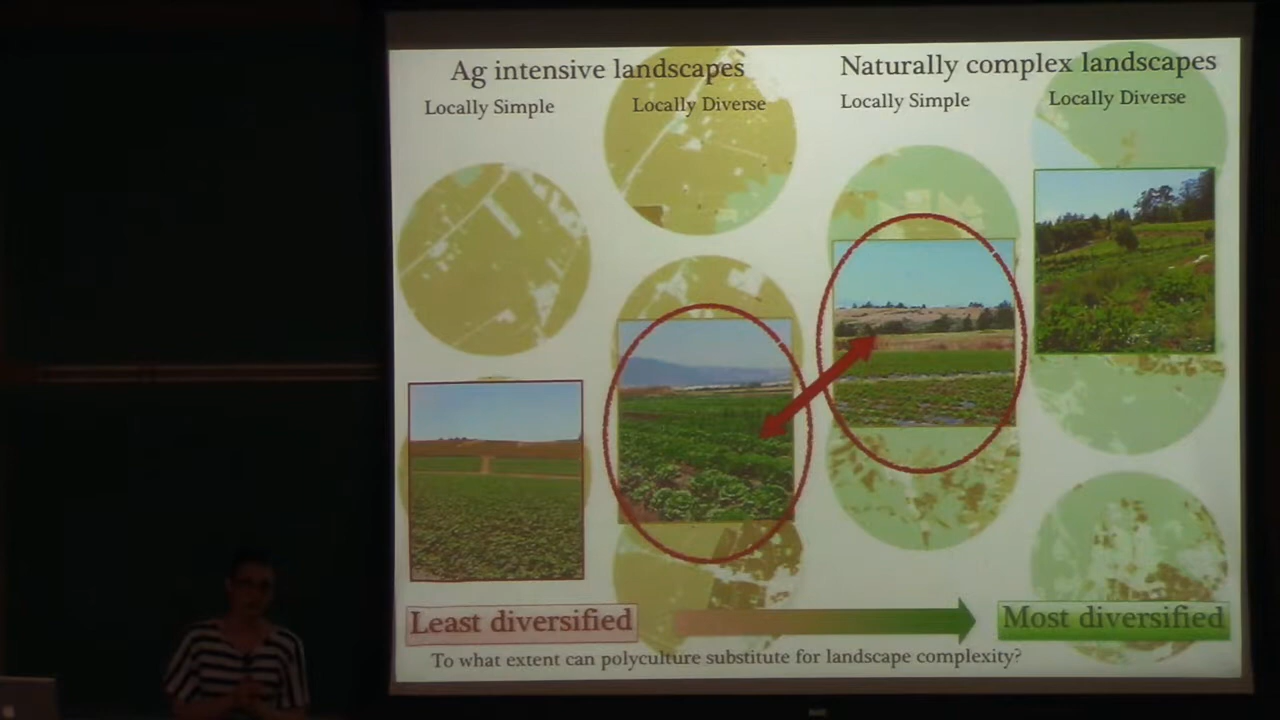 Ag intensive landscapes
Locally Simple
Locally Diverse
Naturally complex landscapes
Locally Simple
Locally Diverse
Least diversified
Most diversified
To what extent can polyculture substitute for landscape complexity?